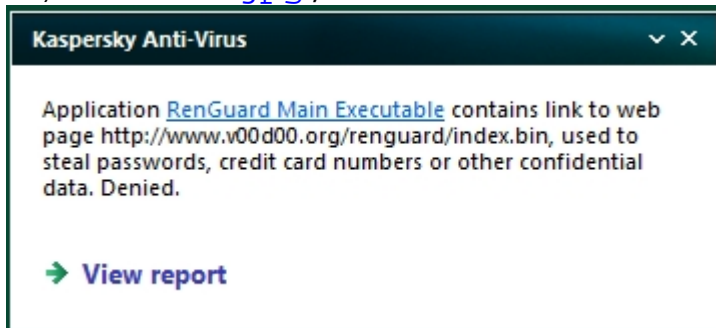 Kaspersky Anti-Virus
Application RenGuard Main Executable contains link to web
page http://www.v00d00.org/renguard/index.bin, used to
steal passwords, credit card numbers or other confidential
data. Denied.
View report